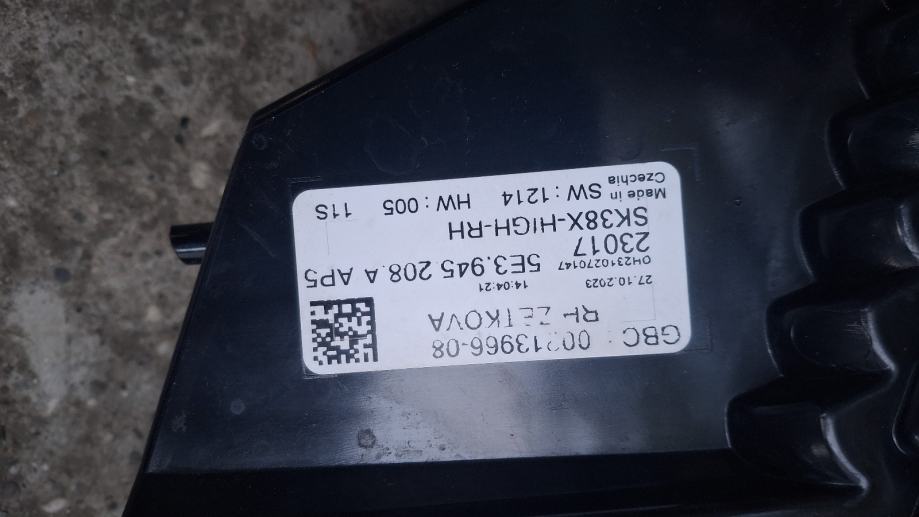 GBC : 00213966-08
RH ZETKOVA
27.10.2023 14:04:21
OH2310270147 5E3.945.208.A AP5
23017
SK38X-HIGH-RH
Made in Czechia SW : 1214 HW : 005 11S